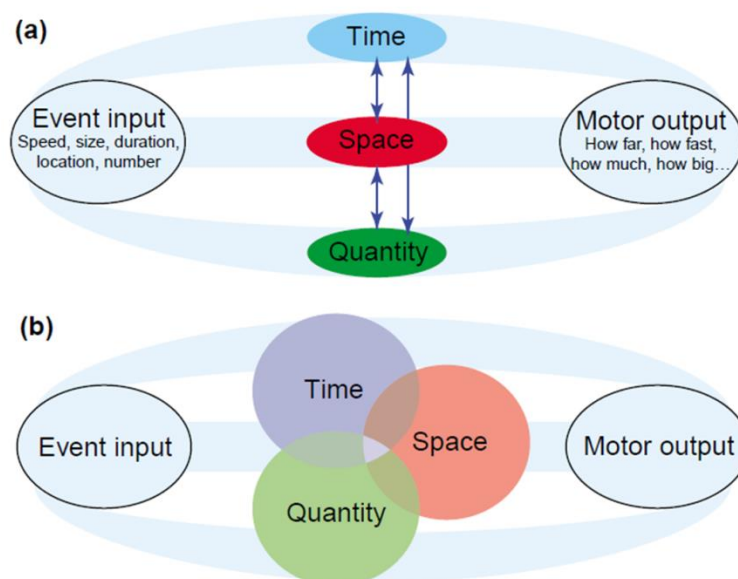 (a)
Time
Event input
Speed, size, duration,
location, number
Space
Motor output
How far, how fast,
how much, how big...
Quantity
(b)
Time
Event input
Space
Motor output
Quantity